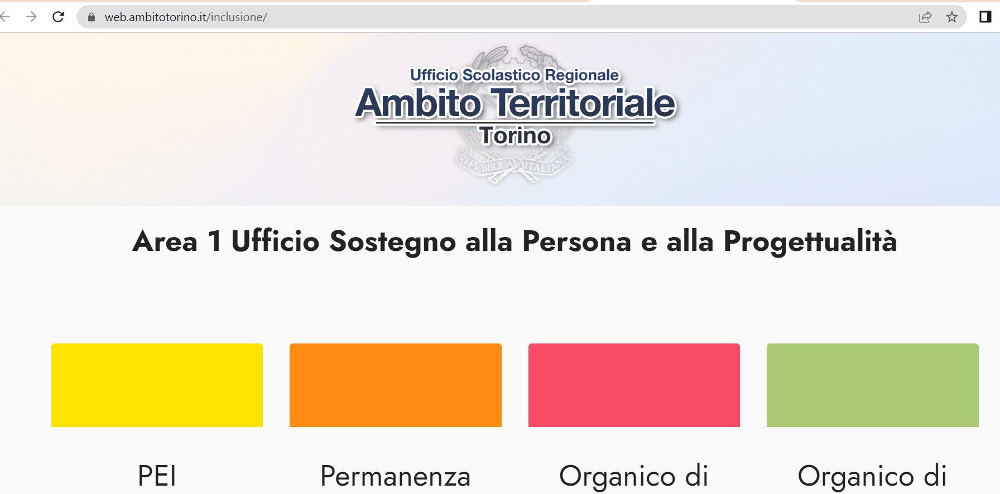 web.ambitotorino.it/inclusione/
Ufficio Scolastico Regionale
Ambito Territoriale
Torino
REPVBBLICA ITALIANA
Area 1 Ufficio Sostegno alla Persona e alla Progettualità
PEI
Permanenza
Organico di
Organico di